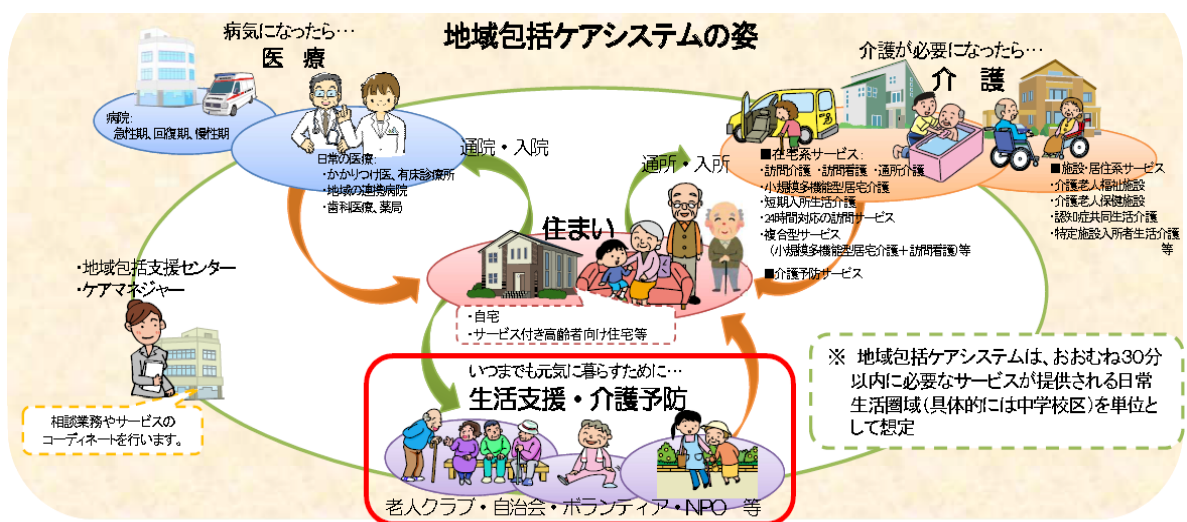 地域包括ケアシステムの姿
病気になったら…
医 療
病院:
急性期、回復期、慢性期
日常の医療:
・かかりつけ医、有床診療所
・地域の連携病院
・歯科医療、薬局
通院・入院
通所・入所
介護が必要になったら…
介 護
■在宅系サービス:
・訪問介護 ・訪問看護 ・通所介護
・小規模多機能型居宅介護
・短期入所生活介護
・24時間対応の訪問サービス
・複合型サービス
(小規模多機能型居宅介護+訪問看護)等
■介護予防サービス
■施設・居住系サービス
・介護老人福祉施設
・介護老人保健施設
・認知症共同生活介護
・特定施設入所者生活介護
等
住まい
・自宅
・サービス付き高齢者向け住宅等
・地域包括支援センター
・ケアマネジャー
相談業務やサービスの
コーディネートを行います。
いつまでも元気に暮らすために…
生活支援・介護予防
老人クラブ・自治会・ボランティア・NPO 等
※ 地域包括ケアシステムは、おおむね30分
以内に必要なサービスが提供される日常
生活圏域(具体的には中学校区)を単位と
して想定